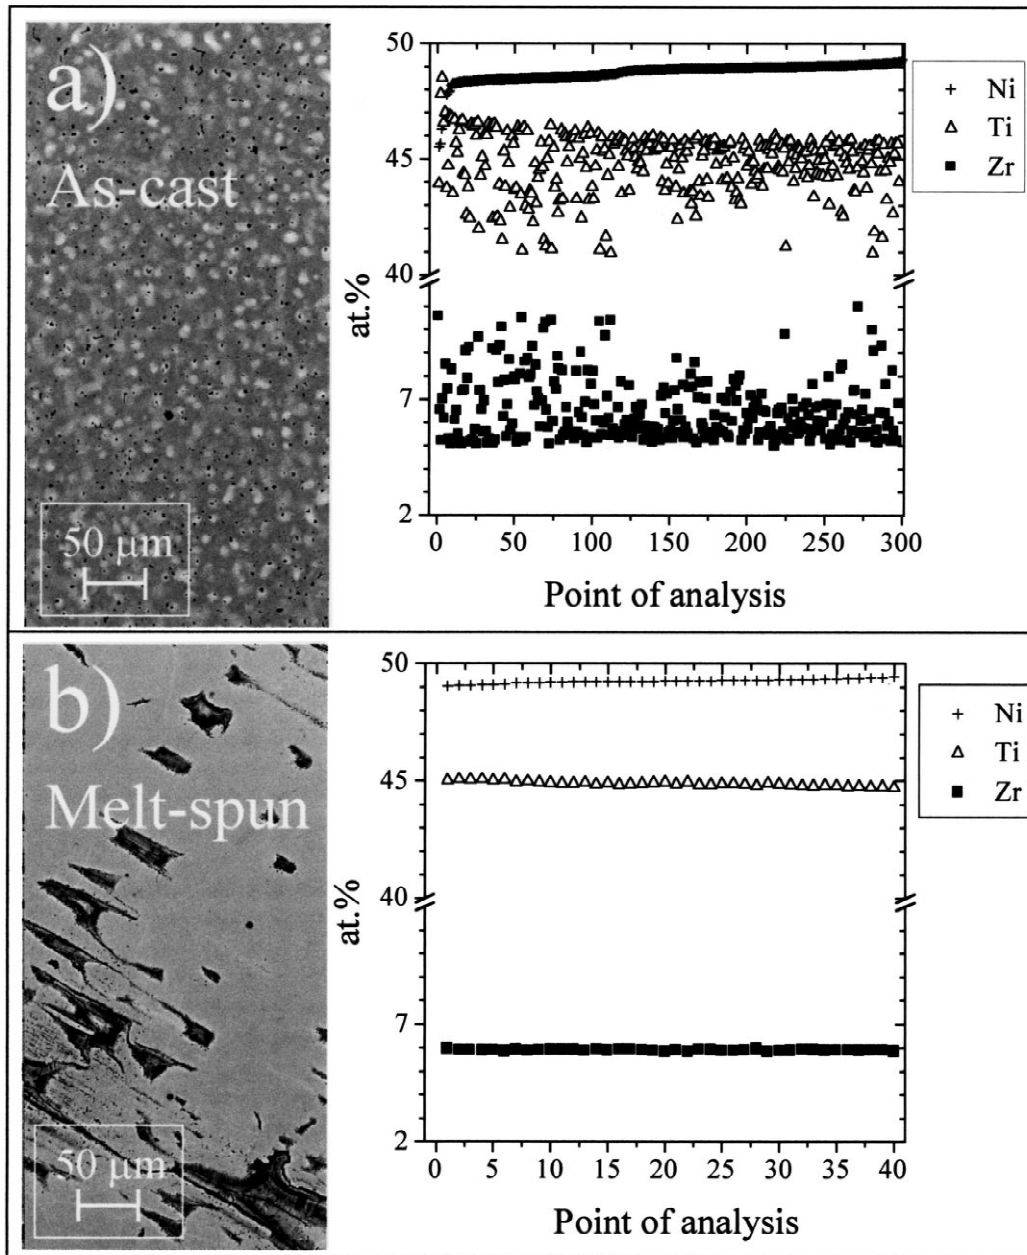 a)
As-cast
50 μm
50
45
40
7
2
at.%
0 50 100 150 200 250 300
Point of analysis
Ni
Ti
Zr
b)
Melt-spun
50 μm
50
45
40
7
2
at.%
0 5 10 15 20 25 30 35 40
Point of analysis
Ni
Ti
Zr